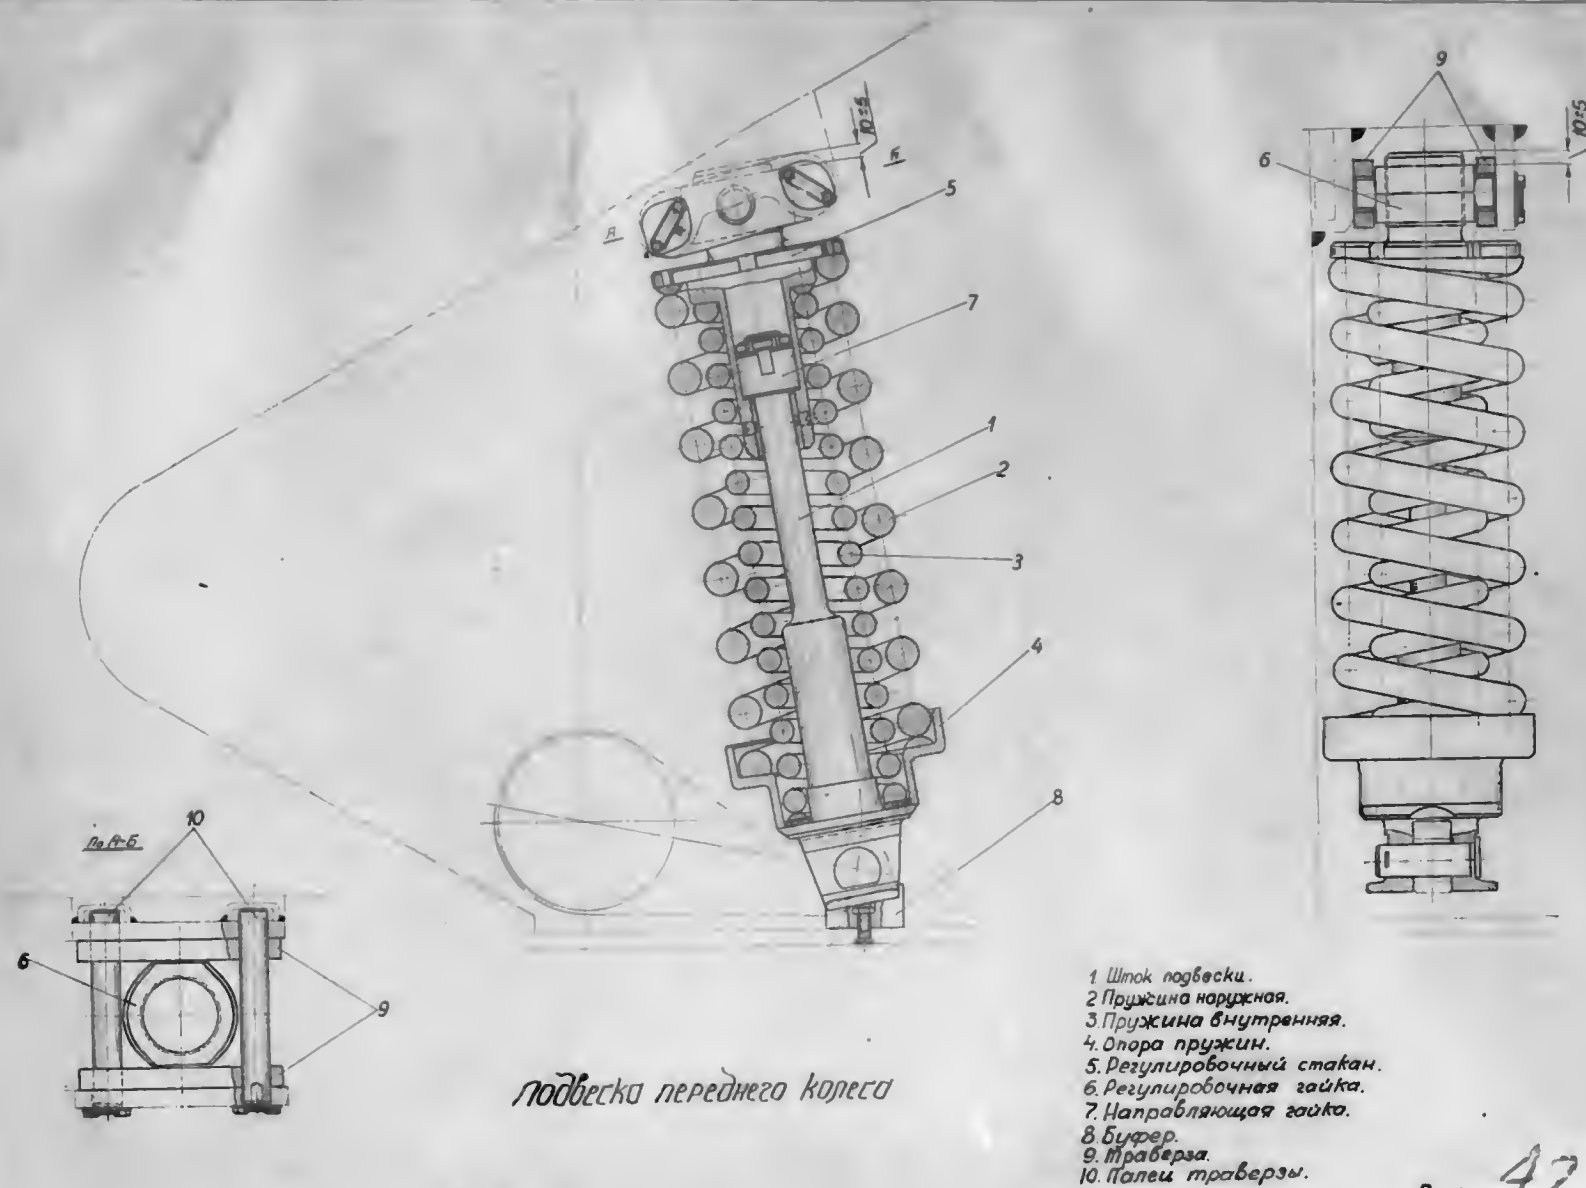 9
10±5
10±5
Б
5
6
А
7
1
2
3
4
8
10
По А-Б
6
9
1 Шток подвески.
2 Пружина наружная.
3. Пружина внутренняя.
4. Опора пружин.
5. Регулировочный стакан.
6. Регулировочная гайка.
7. Направляющая гайка.
8. Буфер.
9. Траверза.
10. Палец траверзы.
Подвеска переднего колеса